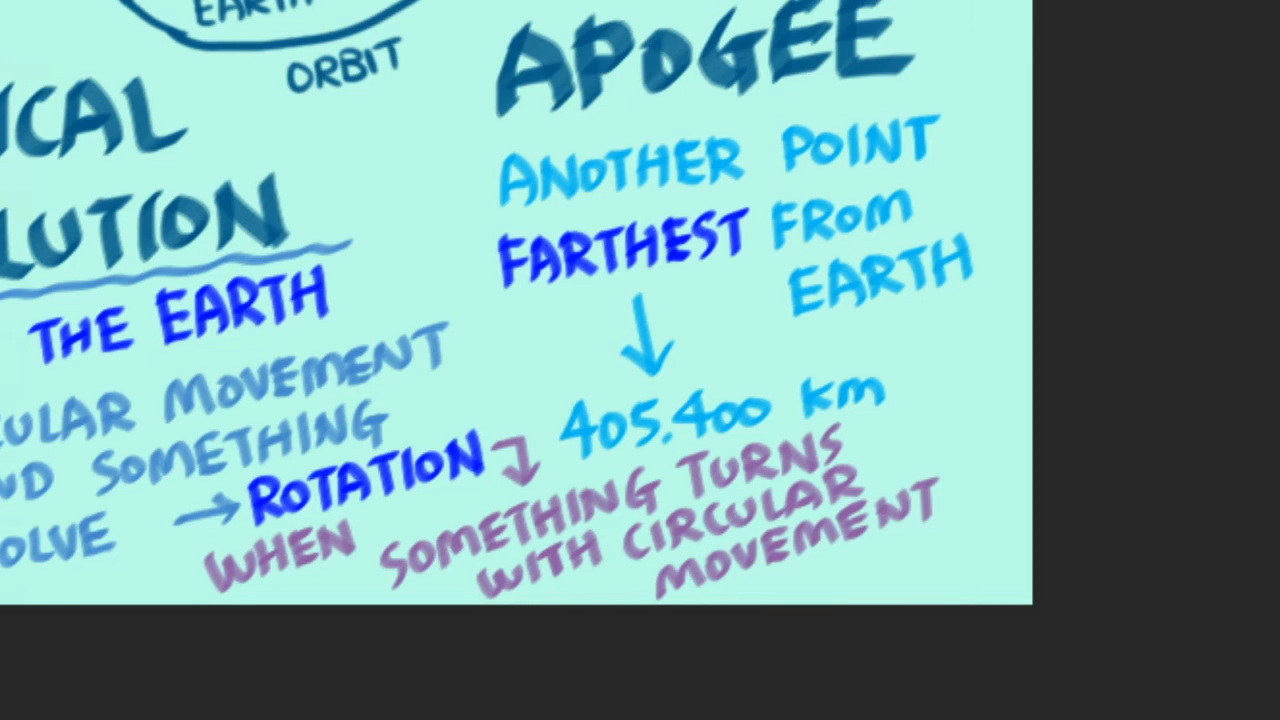 EARTH
ORBIT
APOGEE
ANOTHER POINT
FARTHEST FROM
EARTH
405.400 km
ICAL
LUTION
THE EARTH
CULAR MOVEMENT
ND SOMETHING
OLVE → ROTATION
WHEN SOMETHING TURNS
WITH CIRCULAR
MOVEMENT